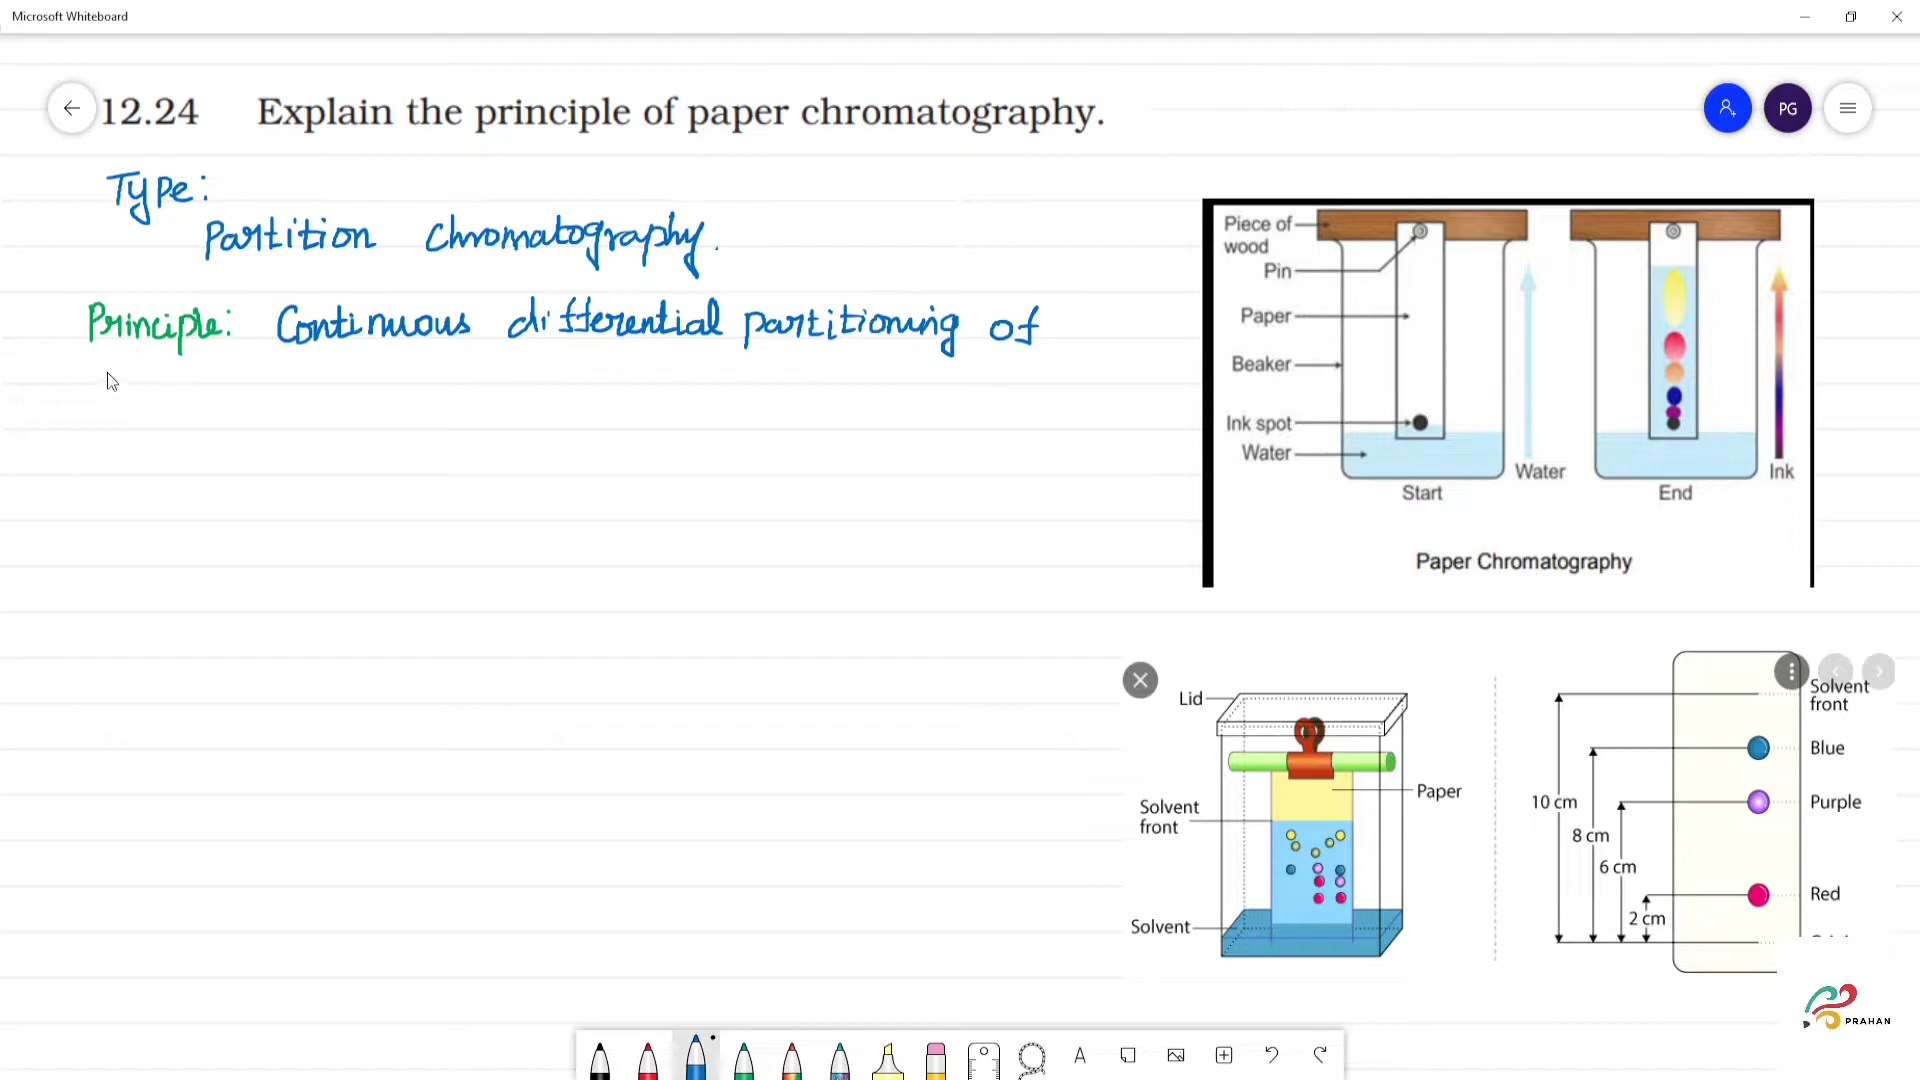 Microsoft Whiteboard
12.24 Explain the principle of paper chromatography.
PG
Type:
Partition Chromatography.
Principle: Continuous differential partitioning of
Piece of
wood
Pin
Paper
Beaker
Ink spot
Water
Water
Ink
Start
End
Paper Chromatography
Lid
Paper
Solvent
front
Solvent
Solvent
front
Blue
Purple
10 cm
8 cm
6 cm
Red
2 cm
PRAHAN
A